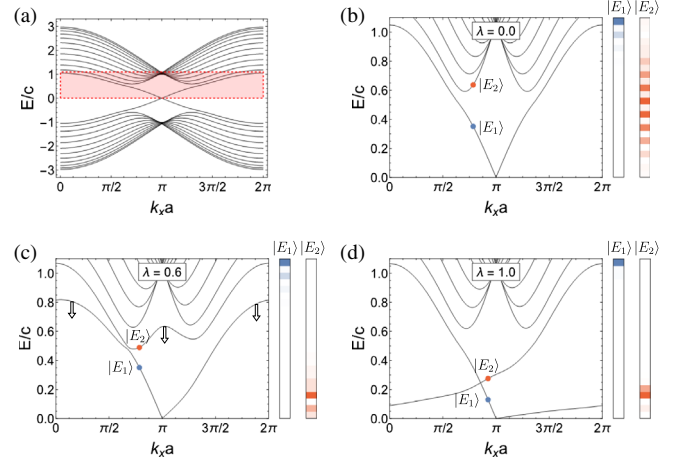 (a)
E/c
3
2
1
0
−1
−2
−3
0 π/2 π 3π/2 2π
kₓa
(b)
E/c
1.0
0.8
0.6
0.4
0.2
0.0
λ = 0.0
|E₂⟩
|E₁⟩
0 π/2 π 3π/2 2π
kₓa
|E₁⟩ |E₂⟩
(c)
E/c
1.0
0.8
0.6
0.4
0.2
0.0
λ = 0.6
|E₂⟩
|E₁⟩
0 π/2 π 3π/2 2π
kₓa
|E₁⟩ |E₂⟩
(d)
E/c
1.0
0.8
0.6
0.4
0.2
0.0
λ = 1.0
|E₂⟩
|E₁⟩
0 π/2 π 3π/2 2π
kₓa
|E₁⟩ |E₂⟩